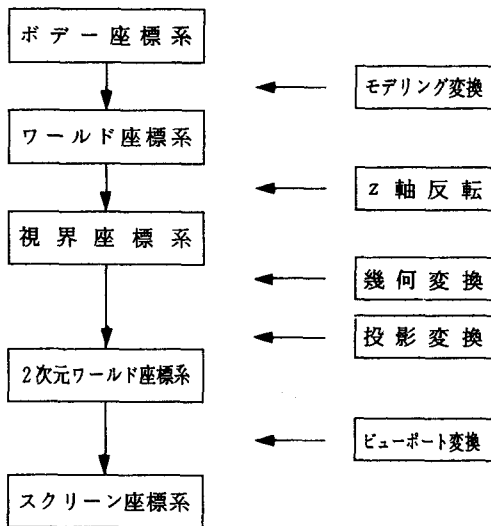 ボデー座標系
モデリング変換
ワールド座標系
z軸反転
視界座標系
幾何変換
投影変換
2次元ワールド座標系
ビューポート変換
スクリーン座標系